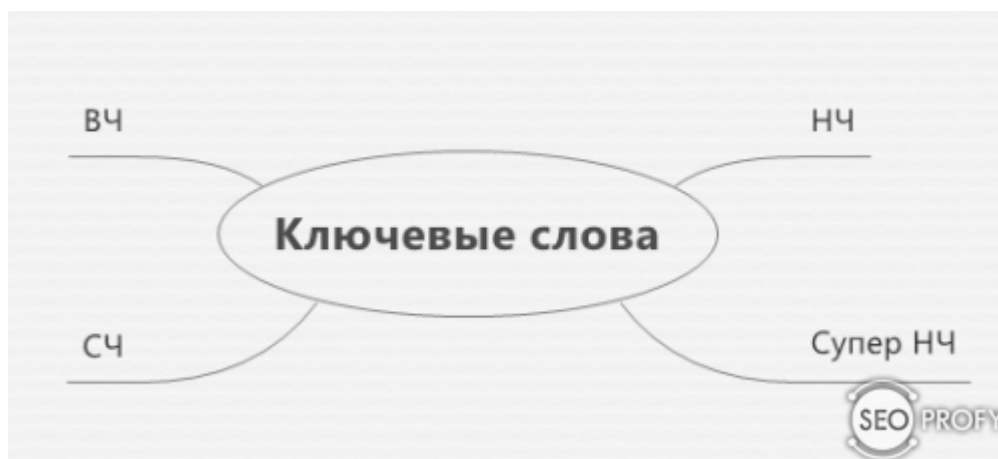 ВЧ
НЧ
Ключевые слова
СЧ
Супер НЧ
SEO PROFY